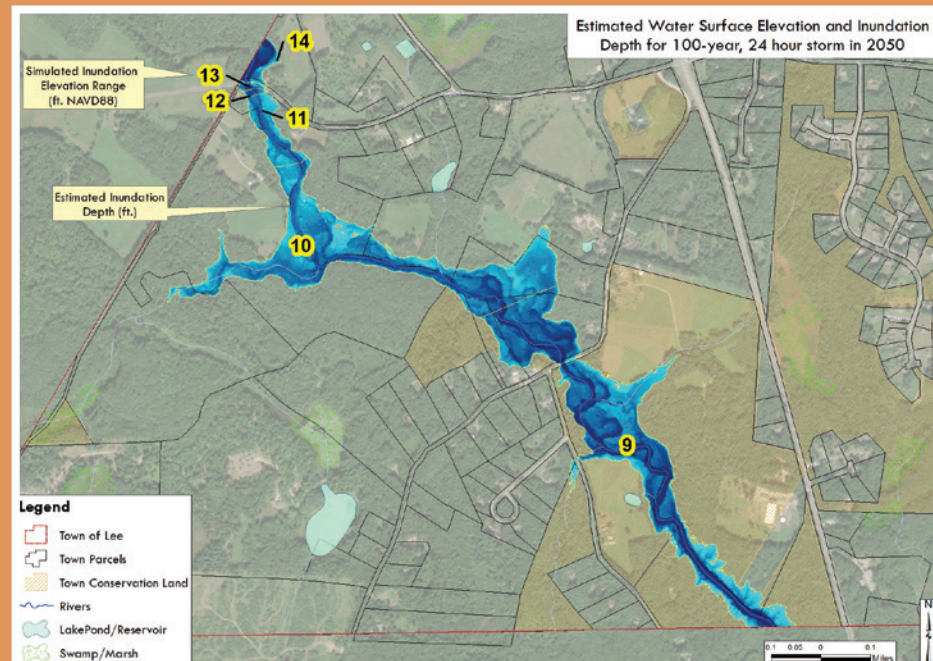 Estimated Water Surface Elevation and Inundation
Depth for 100-year, 24 hour storm in 2050
14
Simulated Inundation
Elevation Range
(ft. NAVD88)
13
12
11
Estimated Inundation
Depth (ft.)
10
9
Legend
Town of Lee
Town Parcels
Town Conservation Land
Rivers
LakePond/Reservoir
Swamp/Marsh
N
0.1 0.05 0 0.1
Miles